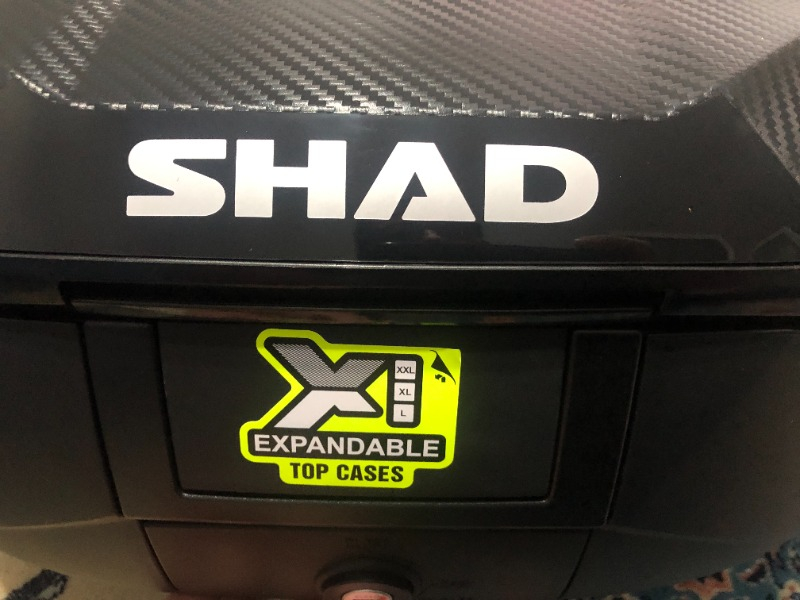 SHAD
X
XXL
XL
L
EXPANDABLE
TOP CASES